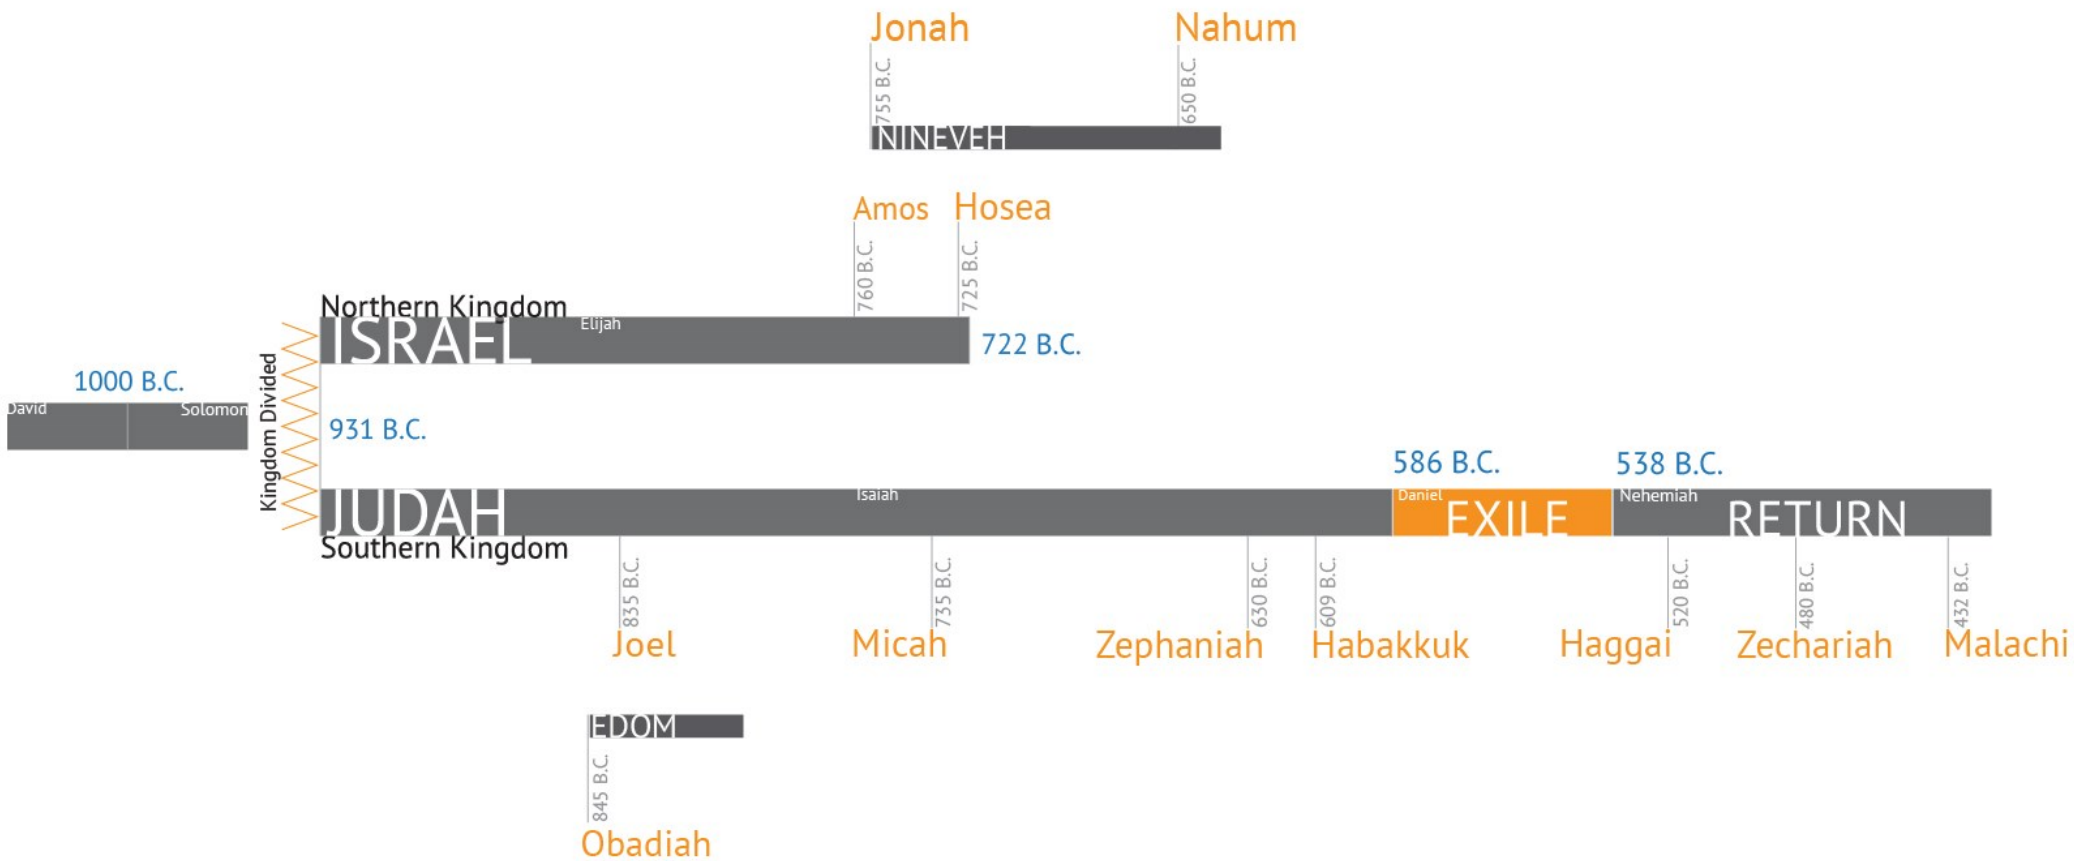 Jonah
Nahum
755 B.C.
650 B.C.
NINEVEH
Amos
Hosea
760 B.C.
725 B.C.
Northern Kingdom
ISRAEL
Elijah
722 B.C.
1000 B.C.
David
Solomon
Kingdom Divided
931 B.C.
586 B.C.
538 B.C.
JUDAH
Isaiah
Daniel
EXILE
Nehemiah
RETURN
Southern Kingdom
835 B.C.
735 B.C.
630 B.C.
609 B.C.
520 B.C.
480 B.C.
432 B.C.
Joel
Micah
Zephaniah
Habakkuk
Haggai
Zechariah
Malachi
EDOM
845 B.C.
Obadiah